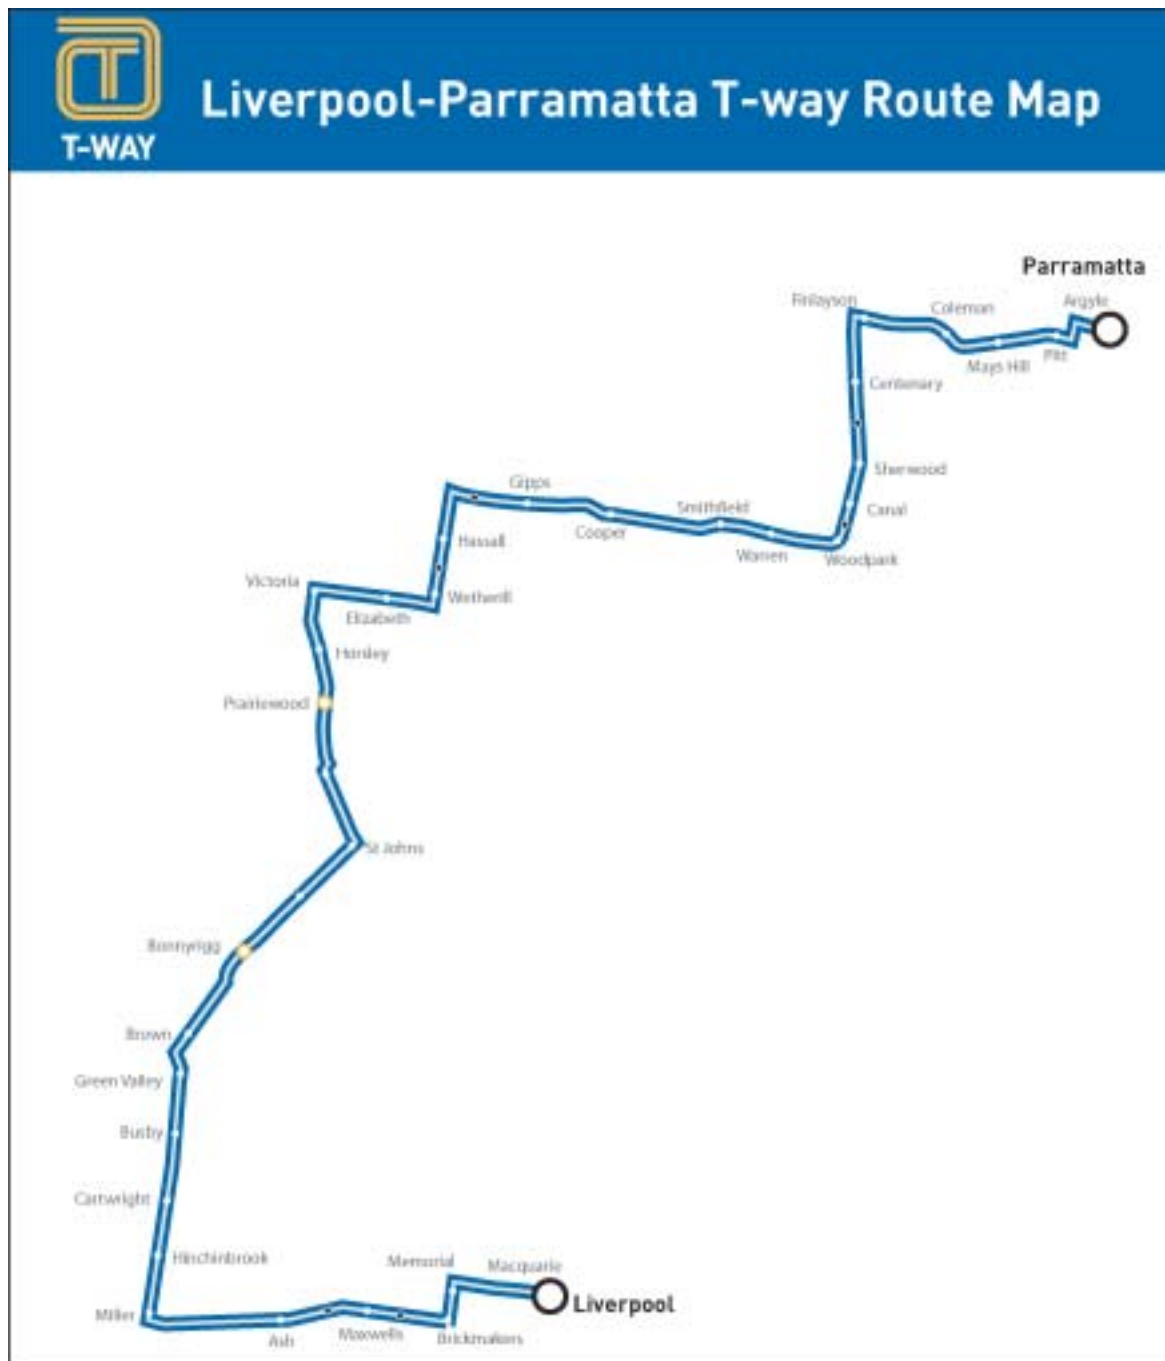 T-WAY
Liverpool-Parramatta T-way Route Map
Parramatta
Argyle
Finlayson
Coleman
Pitt
Mays Hill
Centenary
Sherwood
Canal
Woodpark
Warren
Smithfield
Cooper
Gipps
Hassall
Wetherill
Elizabeth
Victoria
Horsley
Prairiewood
St Johns
Bonnyrigg
Brown
Green Valley
Busby
Cartwright
Hinchinbrook
Miller
Ash
Maxwells
Brickmakers
Memorial
Macquarie
Liverpool